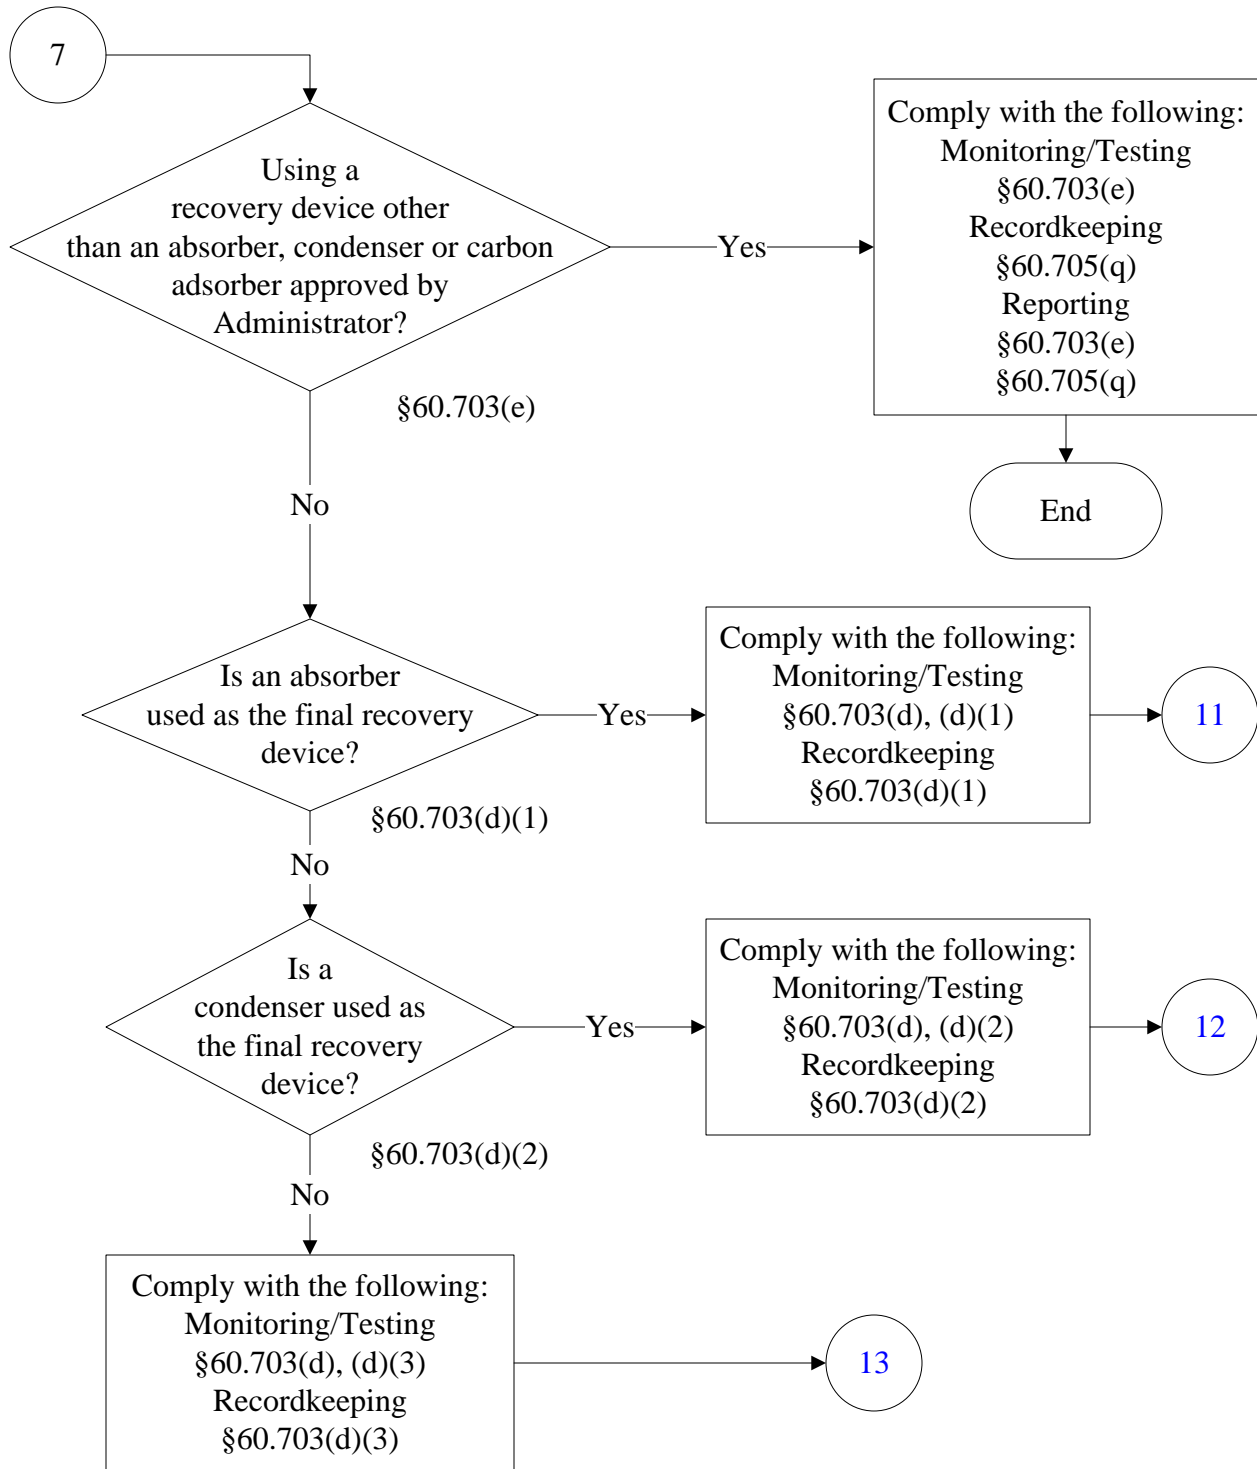 7
Using a
recovery device other
than an absorber, condenser or carbon
adsorber approved by
Administrator?
Yes
Comply with the following:
Monitoring/Testing
§60.703(e)
Recordkeeping
§60.705(q)
Reporting
§60.703(e)
§60.705(q)
§60.703(e)
End
No
Is an absorber
used as the final recovery
device?
Yes
Comply with the following:
Monitoring/Testing
§60.703(d), (d)(1)
Recordkeeping
§60.703(d)(1)
11
§60.703(d)(1)
No
Is a
condenser used as
the final recovery
device?
Yes
Comply with the following:
Monitoring/Testing
§60.703(d), (d)(2)
Recordkeeping
§60.703(d)(2)
12
§60.703(d)(2)
No
Comply with the following:
Monitoring/Testing
§60.703(d), (d)(3)
Recordkeeping
§60.703(d)(3)
13